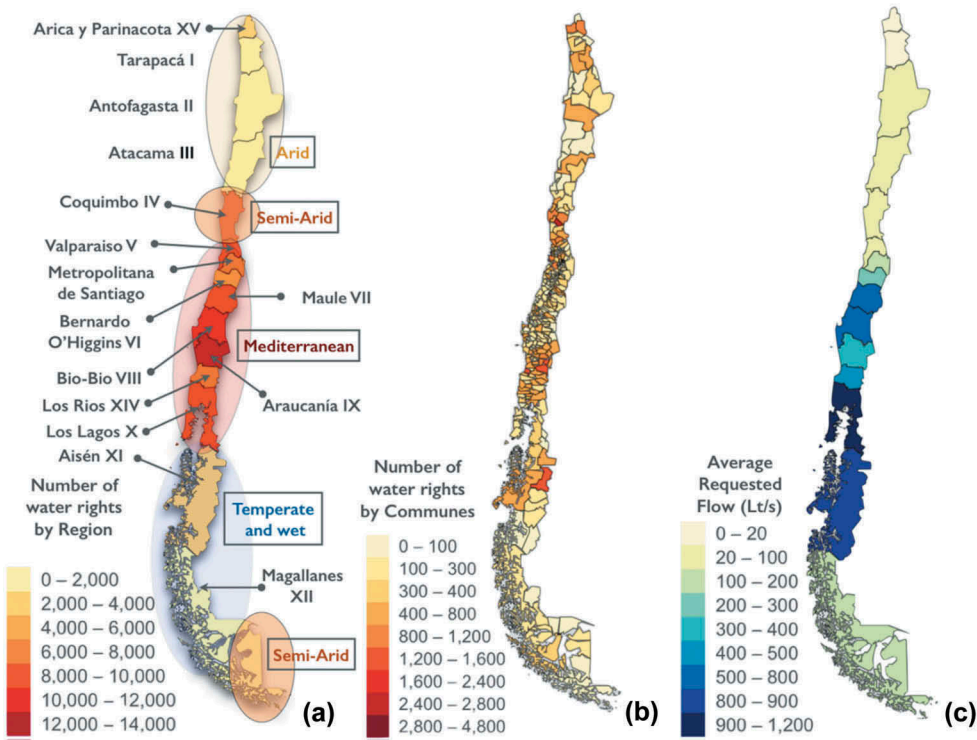 Arica y Parinacota XV
Tarapacá I
Antofagasta II
Atacama III
Arid
Coquimbo IV
Semi-Arid
Valparaiso V
Metropolitana
de Santiago
Maule VII
Bernardo
O'Higgins VI
Mediterranean
Bio-Bio VIII
Los Rios XIV
Araucanía IX
Los Lagos X
Aisén XI
Number of
water rights
by Region
Temperate
and wet
Magallanes
XII
Semi-Arid
0 – 2,000
2,000 – 4,000
4,000 – 6,000
6,000 – 8,000
8,000 – 10,000
10,000 – 12,000
12,000 – 14,000
(a)
Number of
water rights
by Communes
0 – 100
100 – 300
300 – 400
400 – 800
800 – 1,200
1,200 – 1,600
1,600 – 2,400
2,400 – 2,800
2,800 – 4,800
(b)
Average
Requested
Flow (Lt/s)
0 – 20
20 – 100
100 – 200
200 – 300
300 – 400
400 – 500
500 – 800
800 – 900
900 – 1,200
(c)